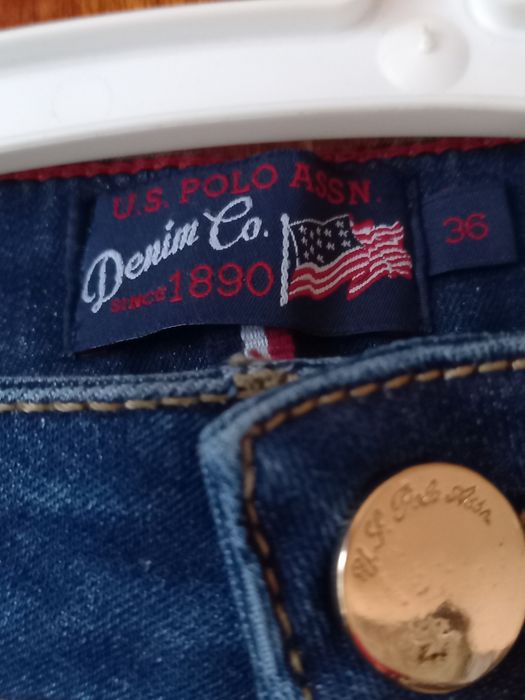 U.S. POLO ASSN.
Denim Co.
SINCE 1890
36
U.S. Polo Assn.